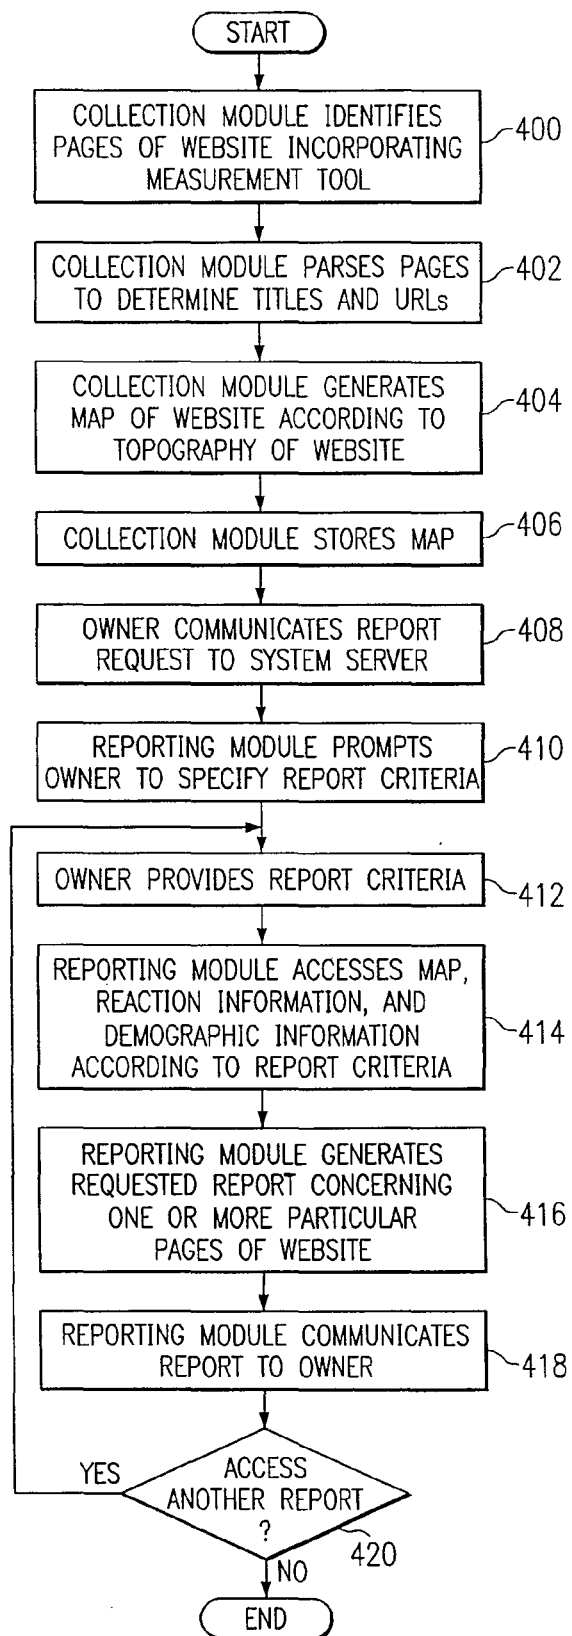 START
COLLECTION MODULE IDENTIFIES
PAGES OF WEBSITE INCORPORATING
MEASUREMENT TOOL
400
COLLECTION MODULE PARSES PAGES
TO DETERMINE TITLES AND URLs
402
COLLECTION MODULE GENERATES
MAP OF WEBSITE ACCORDING TO
TOPOGRAPHY OF WEBSITE
404
COLLECTION MODULE STORES MAP
406
OWNER COMMUNICATES REPORT
REQUEST TO SYSTEM SERVER
408
REPORTING MODULE PROMPTS
OWNER TO SPECIFY REPORT CRITERIA
410
OWNER PROVIDES REPORT CRITERIA
412
REPORTING MODULE ACCESSES MAP,
REACTION INFORMATION, AND
DEMOGRAPHIC INFORMATION
ACCORDING TO REPORT CRITERIA
414
REPORTING MODULE GENERATES
REQUESTED REPORT CONCERNING
ONE OR MORE PARTICULAR
PAGES OF WEBSITE
416
REPORTING MODULE COMMUNICATES
REPORT TO OWNER
418
YES
ACCESS
ANOTHER REPORT
?
420
NO
END